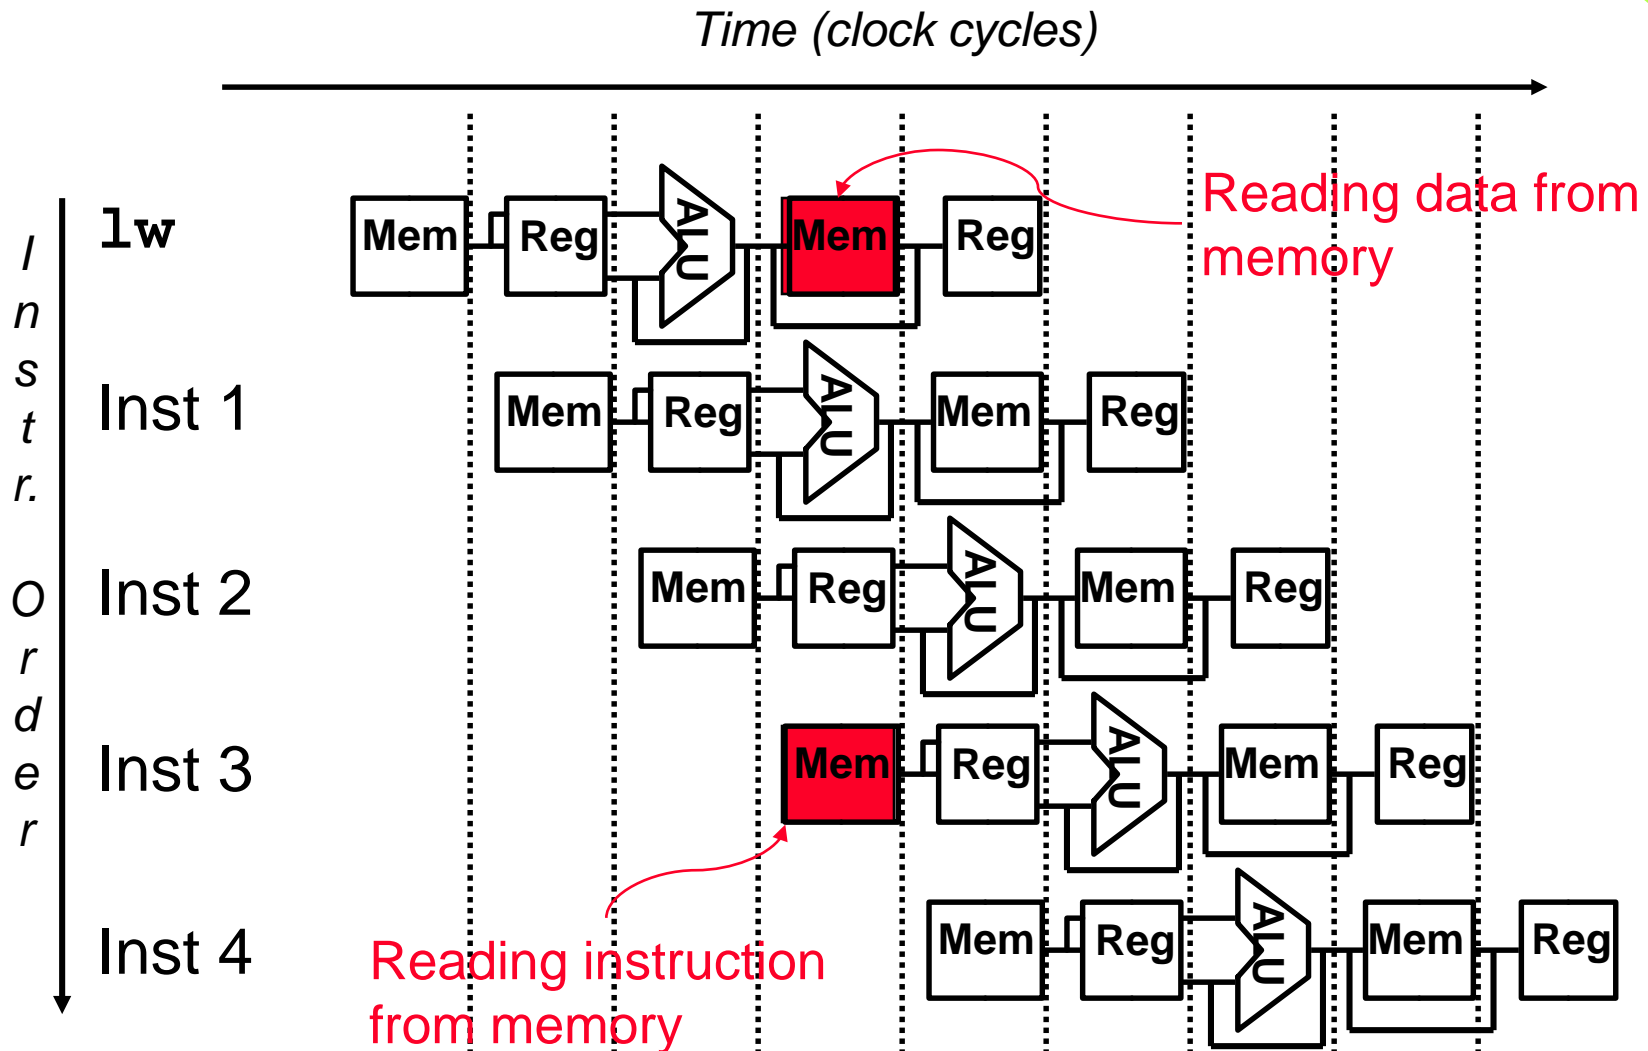 Time (clock cycles)
Instr. Order
lw
Mem Reg ALU Mem Reg
Reading data from
memory
Inst 1
Mem Reg ALU Mem Reg
Inst 2
Mem Reg ALU Mem Reg
Inst 3
Mem Reg ALU Mem Reg
Inst 4
Mem Reg ALU Mem Reg
Reading instruction
from memory